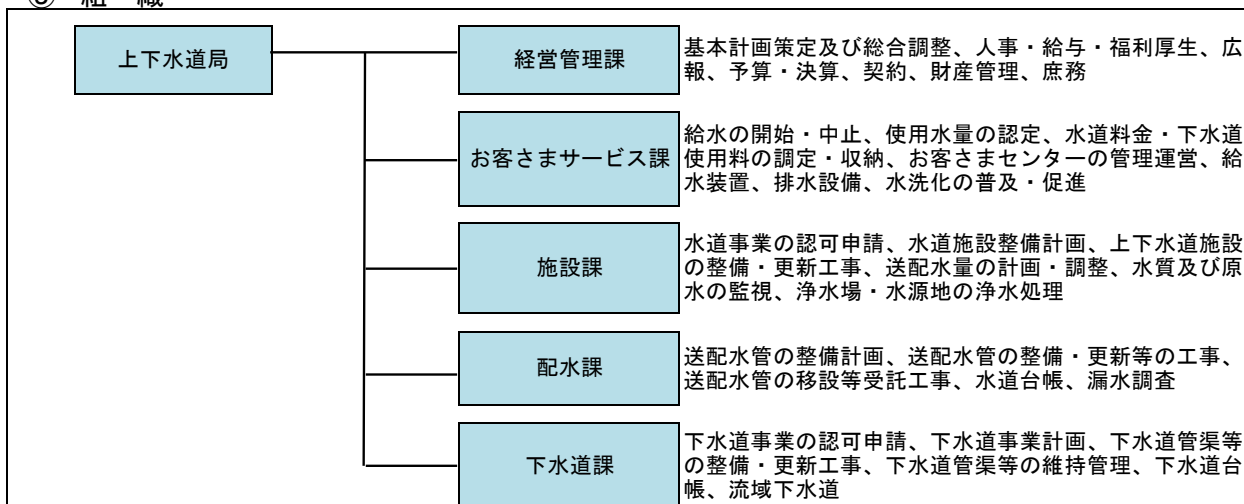 組 織
上下水道局
経営管理課
基本計画策定及び総合調整、人事・給与・福利厚生、広
報、予算・決算、契約、財産管理、庶務
お客さまサービス課
給水の開始・中止、使用水量の認定、水道料金・下水道
使用料の調定・収納、お客さまセンターの管理運営、給
水装置、排水設備、水洗化の普及・促進
施設課
水道事業の認可申請、水道施設整備計画、上下水道施設
の整備・更新工事、送配水量の計画・調整、水質及び原
水の監視、浄水場・水源地の浄水処理
配水課
送配水管の整備計画、送配水管の整備・更新等の工事、
送配水管の移設等受託工事、水道台帳、漏水調査
下水道課
下水道事業の認可申請、下水道事業計画、下水道管渠等
の整備・更新工事、下水道管渠等の維持管理、下水道台
帳、流域下水道